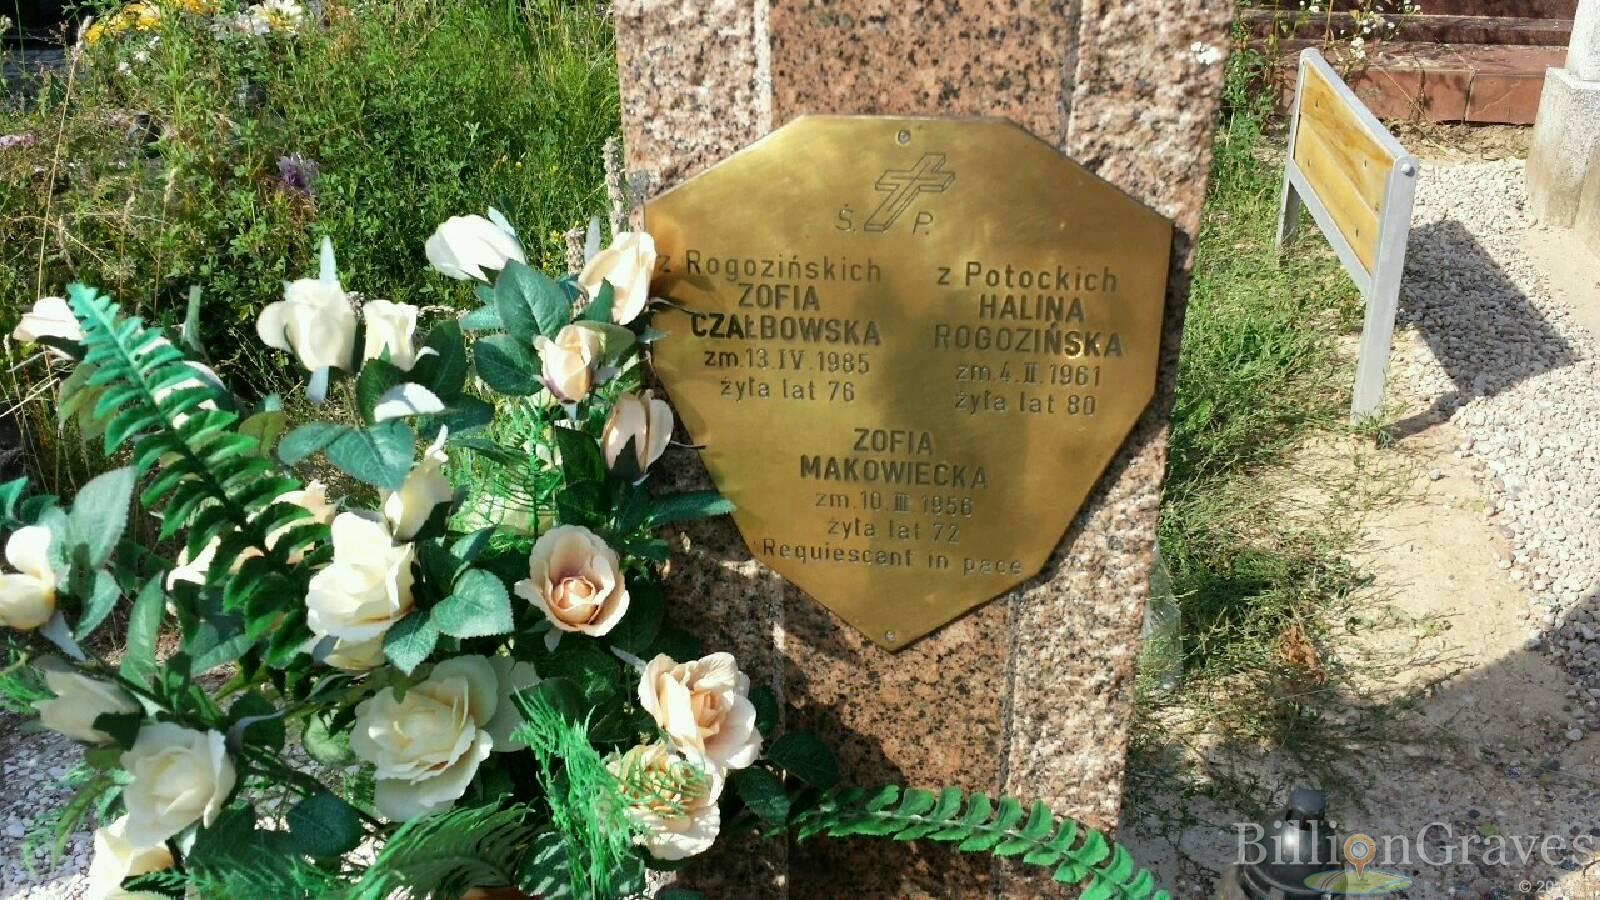 Ś. P.
z Rogozińskich
ZOFIA
CZAŁBOWSKA
zm.13.IV.1985
żyła lat 76
z Potockich
HALINA
ROGOZIŃSKA
zm.4.II.1961
żyła lat 80
ZOFIA
MAKOWIECKA
zm.10.III.1956
żyła lat 72
Requiescant in pace
BillionGraves